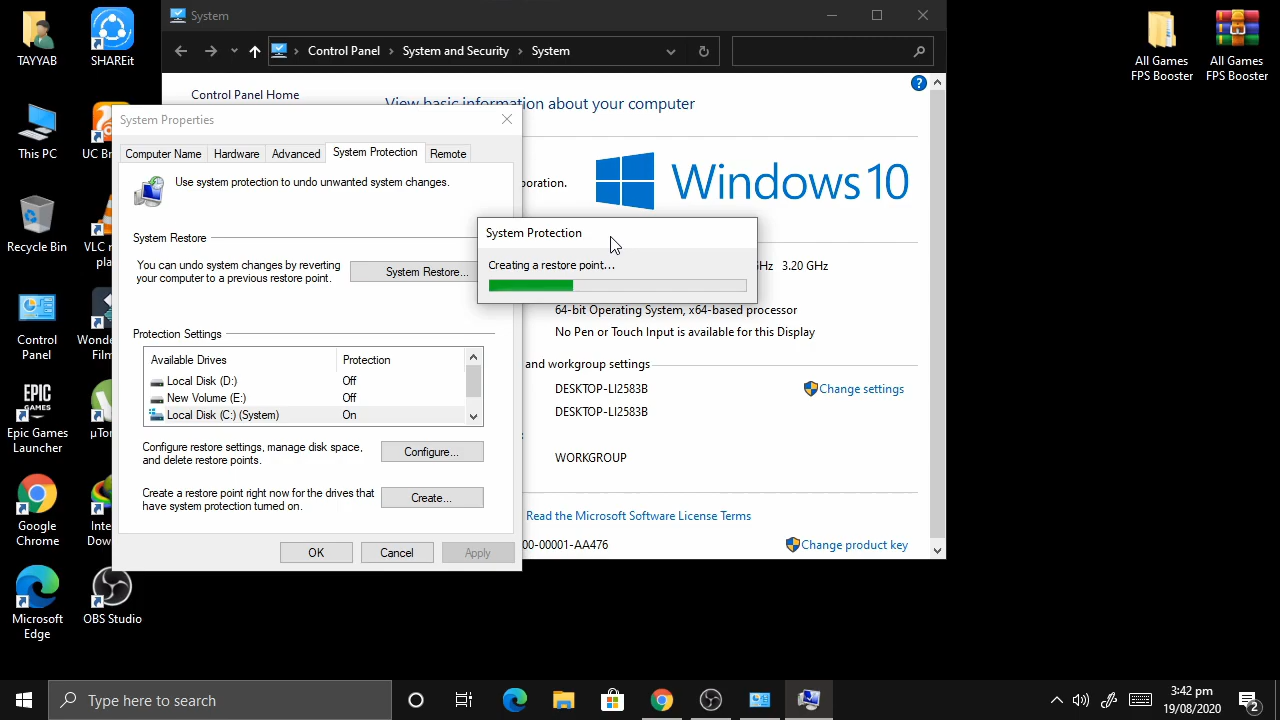 System
Control Panel
System and Security
System
Control Panel Home
View basic information about your computer
System Properties
Computer Name
Hardware
Advanced
System Protection
Remote
Use system protection to undo unwanted system changes.
System Restore
You can undo system changes by reverting
your computer to a previous restore point.
System Restore...
Protection Settings
Available Drives
Protection
Local Disk (D:)
Off
New Volume (E:)
Off
Local Disk (C:) (System)
On
Configure restore settings, manage disk space,
and delete restore points.
Configure...
Create a restore point right now for the drives that
have system protection turned on.
Create...
OK
Cancel
Apply
System Protection
Creating a restore point...
Windows 10
3.20 GHz
64-bit Operating System, x64-based processor
No Pen or Touch Input is available for this Display
and workgroup settings
DESKTOP-LI2583B
Change settings
DESKTOP-LI2583B
WORKGROUP
Read the Microsoft Software License Terms
00-00001-AA476
Change product key
TAYYAB
SHAREit
This PC
UC Br
Recycle Bin
VLC
Control
Panel
EPIC
GAMES
Epic Games
Launcher
Google
Chrome
Microsoft
Edge
OBS Studio
All Games
FPS Booster
All Games
FPS Booster
Type here to search
3:42 pm
19/08/2020
2